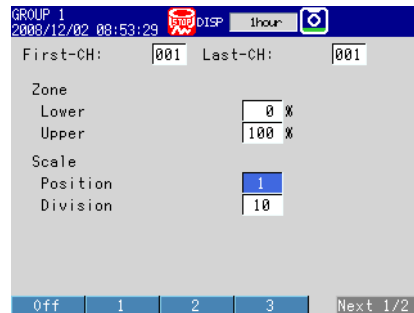 GROUP 1
2008/12/02 08:53:29 STOP DISP 1hour
First-CH: 001 Last-CH: 001
Zone
Lower 0 %
Upper 100 %
Scale
Position 1
Division 10
Off 1 2 3 Next 1/2